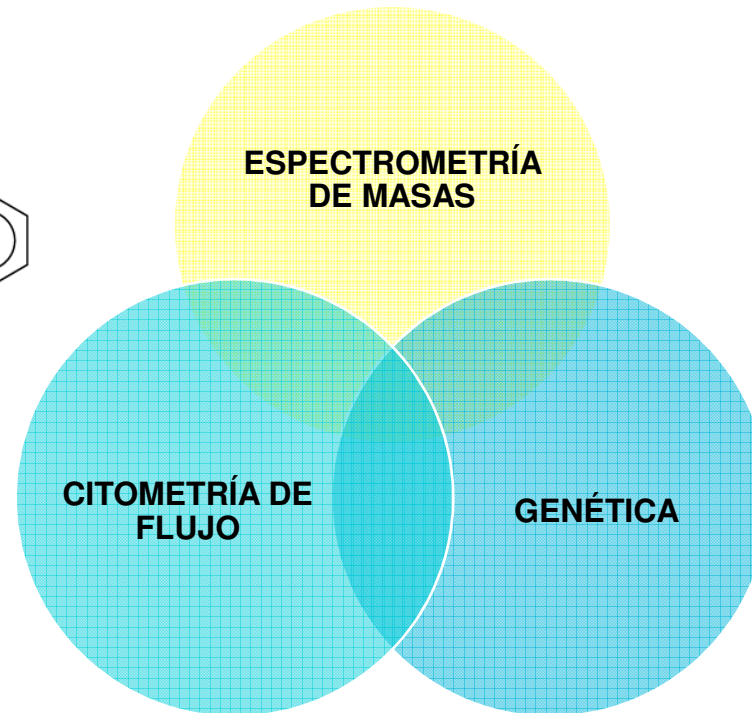 ESPECTROMETRÍA
DE MASAS
CITOMETRÍA DE
FLUJO
GENÉTICA